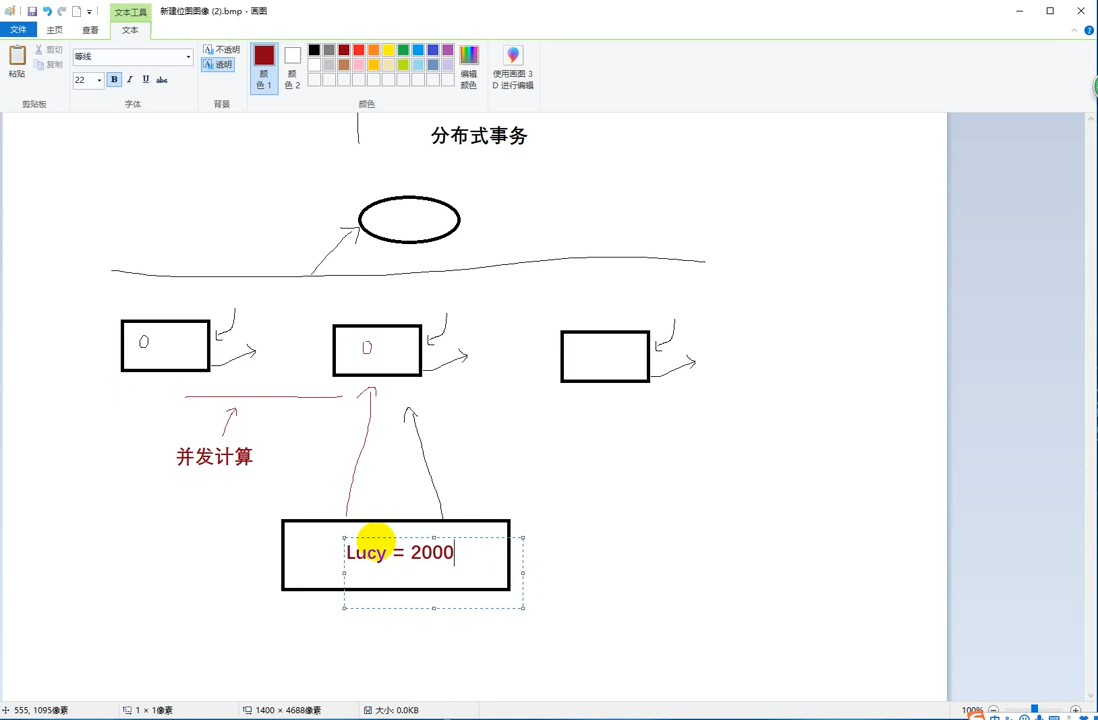 文本工具
新建位图图像 (2).bmp - 画图
文件
主页
查看
文本
粘贴
剪切
复制
剪贴板
等线
22
B I U abc
字体
不透明
透明
背景
颜色 1
颜色 2
编辑颜色
颜色
使用画图 3D 进行编辑
分布式事务
0
0
并发计算
Lucy = 2000
555, 1095像素
1 × 1像素
1400 × 4688像素
大小: 0.0KB
100%